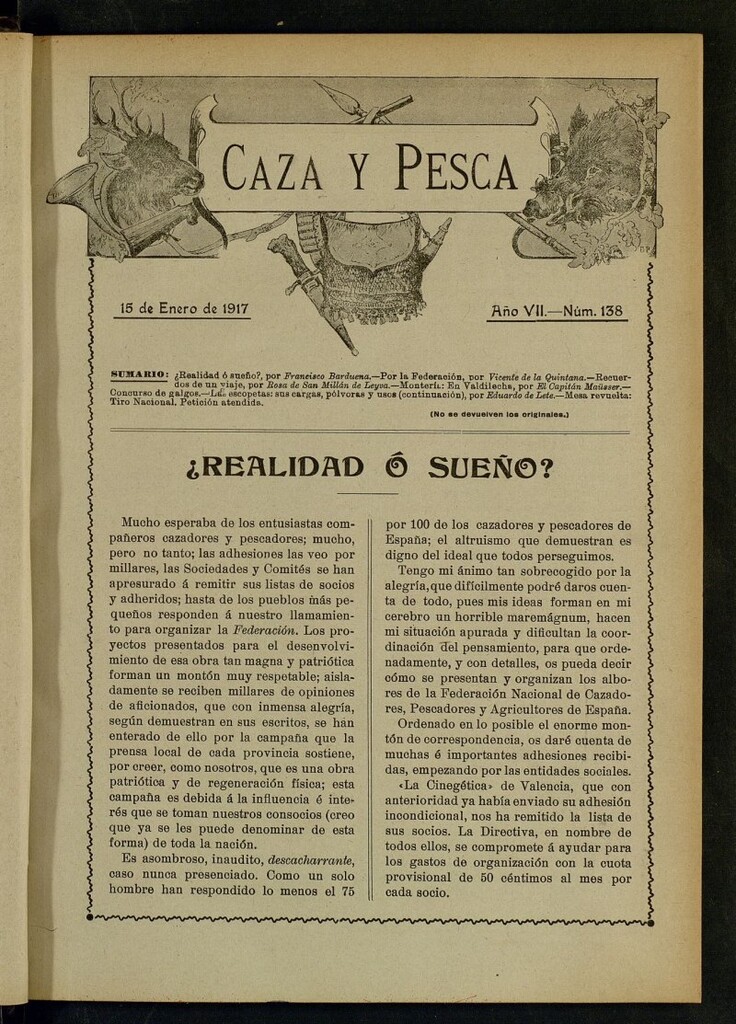 CAZA Y PESCA
15 de Enero de 1917
Año VII.—Núm. 138
SUMARIO: ¿Realidad ó sueño?, por Francisco Barduena.—Por la Federación, por Vicente de la Quintana.—Recuer-
dos de un viaje, por Rosa de San Millán de Leyva.—Montería: En Valdilecha, por El Capitán Maüsser.—
Concurso de galgos.—Las escopetas: sus cargas, pólvoras y usos (continuación), por Eduardo de Lete.—Mesa revuelta:
Tiro Nacional. Petición atendida.
(No se devuelven los originales.)
¿REALIDAD Ó SUEÑO?
Mucho esperaba de los entusiastas com-
pañeros cazadores y pescadores; mucho,
pero no tanto; las adhesiones las veo por
millares, las Sociedades y Comités se han
apresurado á remitir sus listas de socios
y adheridos; hasta de los pueblos más pe-
queños responden á nuestro llamamien-
to para organizar la Federación. Los pro-
yectos presentados para el desenvolvi-
miento de esa obra tan magna y patriótica
forman un montón muy respetable; aisla-
damente se reciben millares de opiniones
de aficionados, que con inmensa alegría,
según demuestran en sus escritos, se han
enterado de ello por la campaña que la
prensa local de cada provincia sostiene,
por creer, como nosotros, que es una obra
patriótica y de regeneración física; esta
campaña es debida á la influencia é inte-
rés que se toman nuestros consocios (creo
que ya se les puede denominar de esta
forma) de toda la nación.
Es asombroso, inaudito, descacharrante,
caso nunca presenciado. Como un solo
hombre han respondido lo menos el 75
por 100 de los cazadores y pescadores de
España; el altruismo que demuestran es
digno del ideal que todos perseguimos.
Tengo mi ánimo tan sobrecogido por la
alegría, que difícilmente podré daros cuen-
ta de todo, pues mis ideas forman en mi
cerebro un horrible maremágnum, hacen
mi situación apurada y dificultan la coor-
dinación del pensamiento, para que orde-
nadamente, y con detalles, os pueda decir
cómo se presentan y organizan los albo-
res de la Federación Nacional de Cazado-
res, Pescadores y Agricultores de España.
Ordenado en lo posible el enorme mon-
tón de correspondencia, os daré cuenta de
muchas é importantes adhesiones recibi-
das, empezando por las entidades sociales.
«La Cinegética» de Valencia, que con
anterioridad ya había enviado su adhesión
incondicional, nos ha remitido la lista de
sus socios. La Directiva, en nombre de
todos ellos, se compromete á ayudar para
los gastos de organización con la cuota
provisional de 50 céntimos al mes por
cada socio.